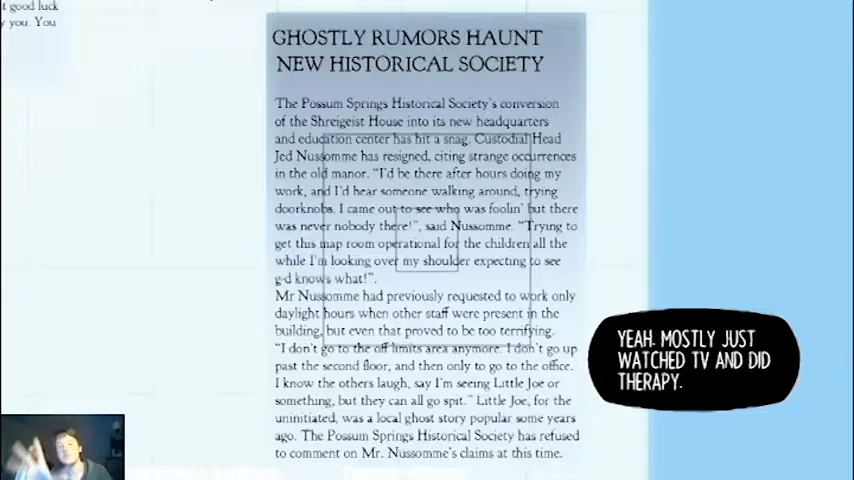 t good luck
y you. You
GHOSTLY RUMORS HAUNT
NEW HISTORICAL SOCIETY
The Possum Springs Historical Society's conversion
of the Shreigeist House into its new headquarters
and education center has hit a snag. Custodial Head
Jed Nussomme has resigned, citing strange occurrences
in the old manor. "I'd be there after hours doing my
work, and I'd hear someone walking around, trying
doorknobs. I came out to see who was foolin' but there
was never nobody there!", said Nussomme. "Trying to
get this map room operational for the children all the
while I'm looking over my shoulder expecting to see
g-d knows what!".
Mr Nussomme had previously requested to work only
daylight hours when other staff were present in the
building, but even that proved to be too terrifying.
"I don't go to the off limits area anymore. I don't go up
past the second floor, and then only to go to the office.
I know the others laugh, say I'm seeing Little Joe or
something, but they can all go spit." Little Joe, for the
uninitiated, was a local ghost story popular some years
ago. The Possum Springs Historical Society has refused
to comment on Mr. Nussomme's claims at this time.
YEAH. MOSTLY JUST
WATCHED TV AND DID
THERAPY.